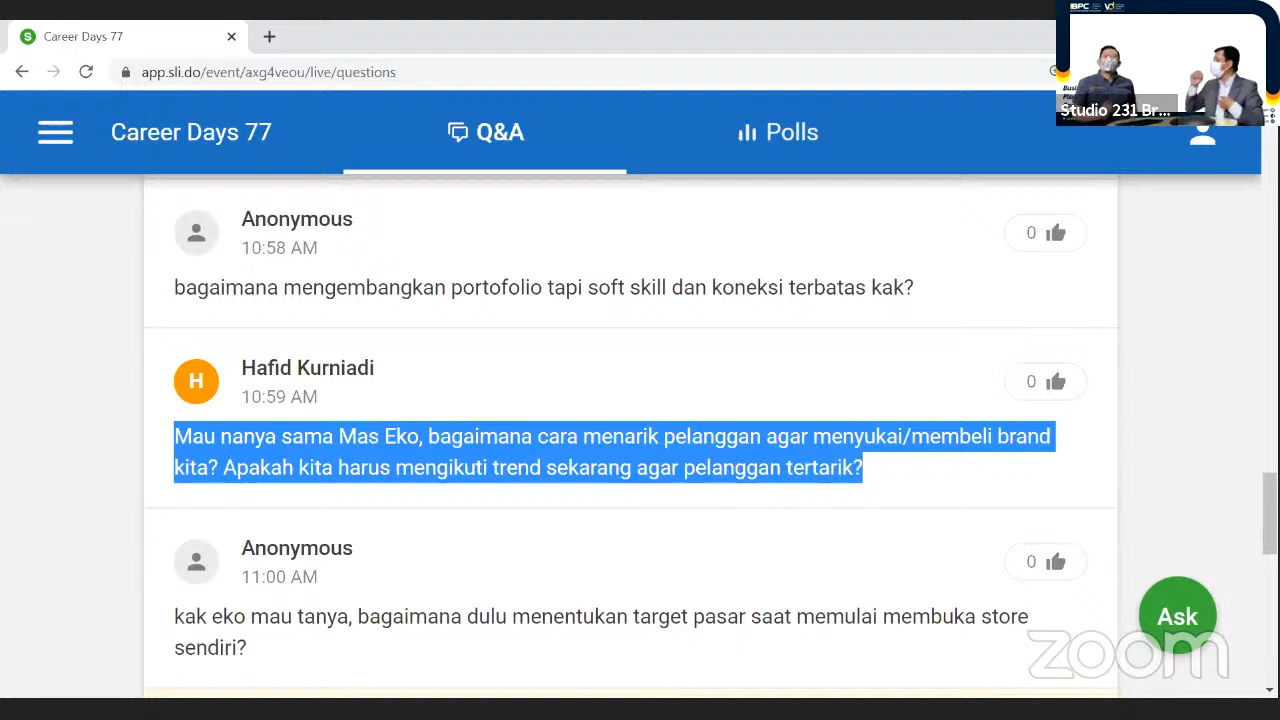 Career Days 77
app.sli.do/event/axg4veou/live/questions
BPC
Studio 231 Br...
Career Days 77
Q&A
Polls
Anonymous
0
10:58 AM
bagaimana mengembangkan portofolio tapi soft skill dan koneksi terbatas kak?
H
Hafid Kurniadi
0
10:59 AM
Mau nanya sama Mas Eko, bagaimana cara menarik pelanggan agar menyukai/membeli brand
kita? Apakah kita harus mengikuti trend sekarang agar pelanggan tertarik?
Anonymous
0
11:00 AM
kak eko mau tanya, bagaimana dulu menentukan target pasar saat memulai membuka store
sendiri?
Ask
zoom